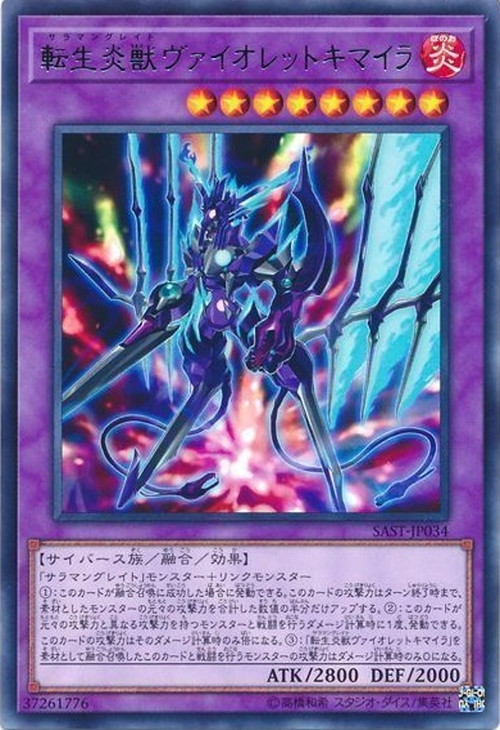 サラマングレイト
転生炎獣ヴァイオレットキマイラ
ほのお
炎
SAST-JP034
【サイバース族／融合／効果】
「サラマングレイト」モンスター＋リンクモンスター
①：このカードが融合召喚に成功した場合に発動できる。このカードの攻撃力はターン終了時まで、
素材としたモンスターの元々の攻撃力を合計した数値の半分だけアップする。②：このカードが
元々の攻撃力と異なる攻撃力を持つモンスターと戦闘を行うダメージ計算時に1度、発動できる。
このカードの攻撃力はそのダメージ計算時のみ倍になる。③：「転生炎獣ヴァイオレットキマイラ」を
素材として融合召喚したこのカードと戦闘を行うモンスターの攻撃力はダメージ計算時のみ0になる。
ATK/2800 DEF/2000
37261776
©高橋和希 スタジオ・ダイス/集英社